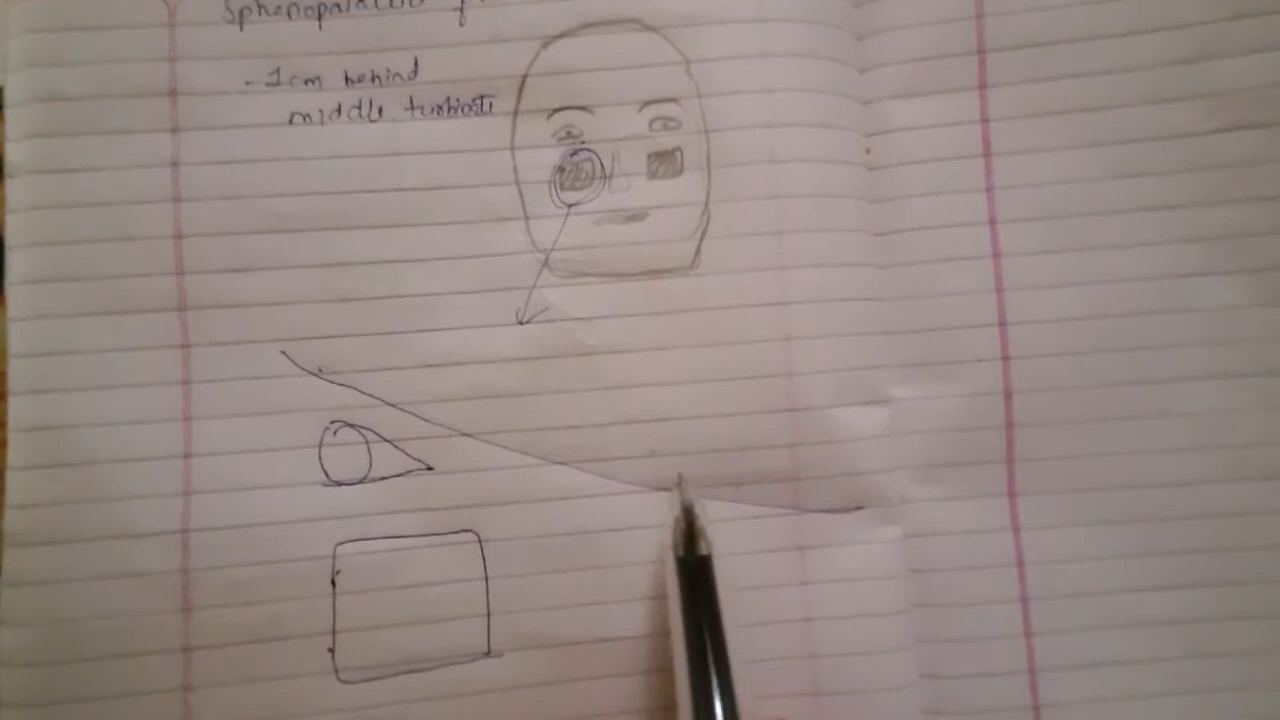 Sphenopalatine
- 1cm behind
middle turbinate